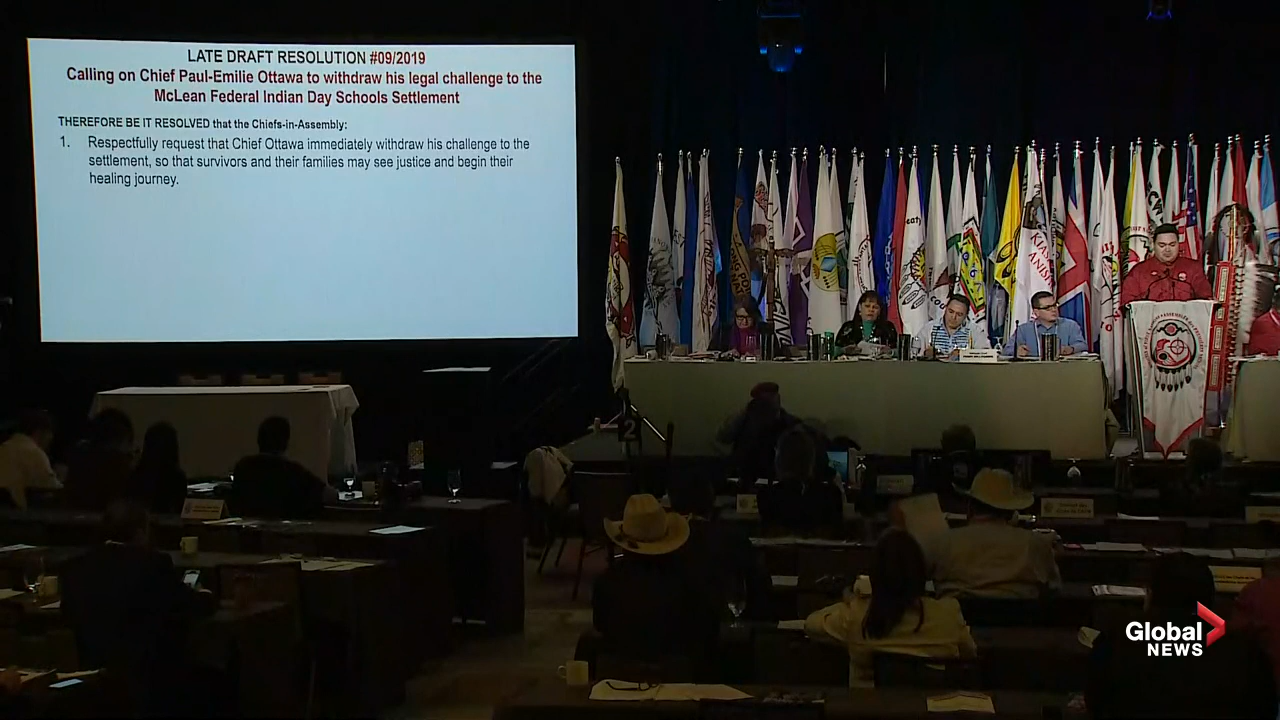 LATE DRAFT RESOLUTION #09/2019
Calling on Chief Paul-Emilie Ottawa to withdraw his legal challenge to the
McLean Federal Indian Day Schools Settlement
THEREFORE BE IT RESOLVED that the Chiefs-in-Assembly:
1. Respectfully request that Chief Ottawa immediately withdraw his challenge to the
settlement, so that survivors and their families may see justice and begin their
healing journey.
KIAS
ANIS
2
Global
NEWS